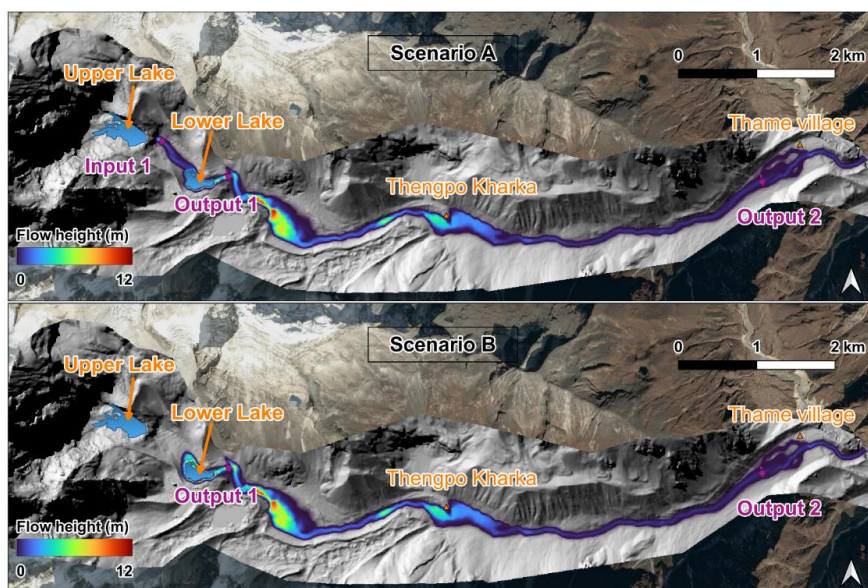 Scenario A
0 1 2 km
Upper Lake
Lower Lake
Thame village
Input 1
Thengpo Kharka
Output 1
Output 2
Flow height (m)
0 12
Scenario B
0 1 2 km
Upper Lake
Lower Lake
Thame village
Thengpo Kharka
Output 1
Output 2
Flow height (m)
0 12